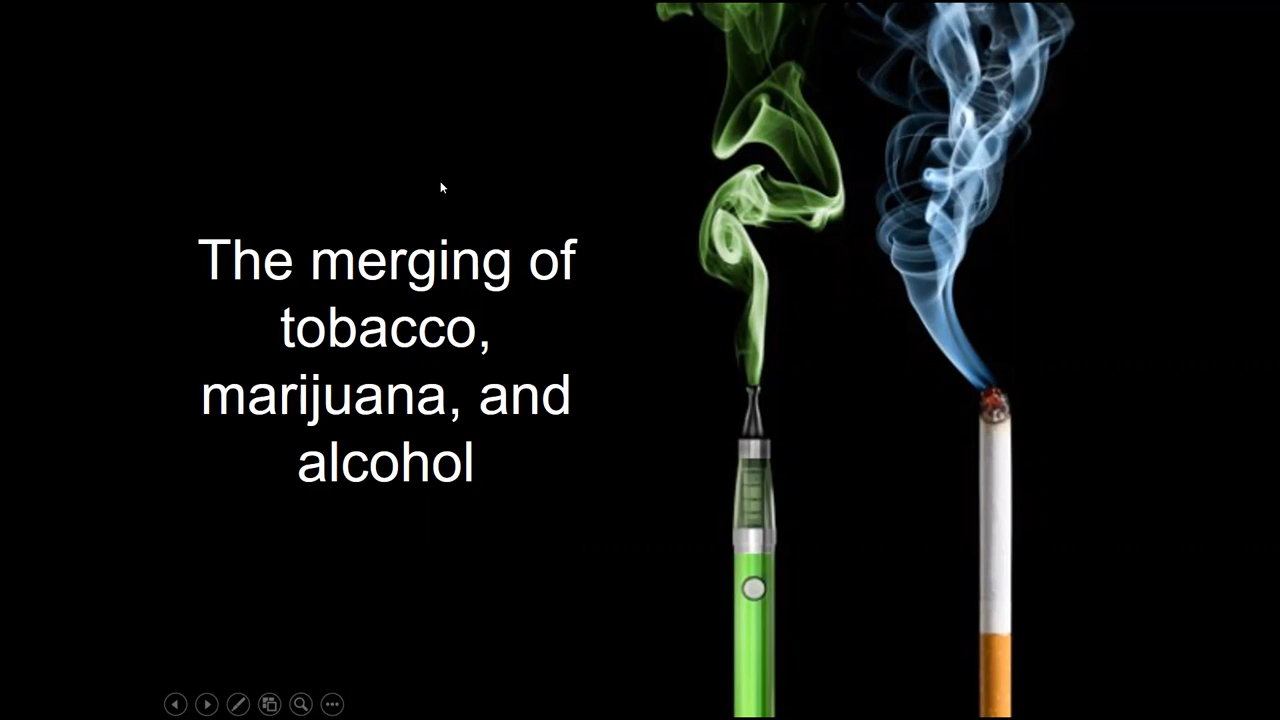 The merging of
tobacco,
marijuana, and
alcohol